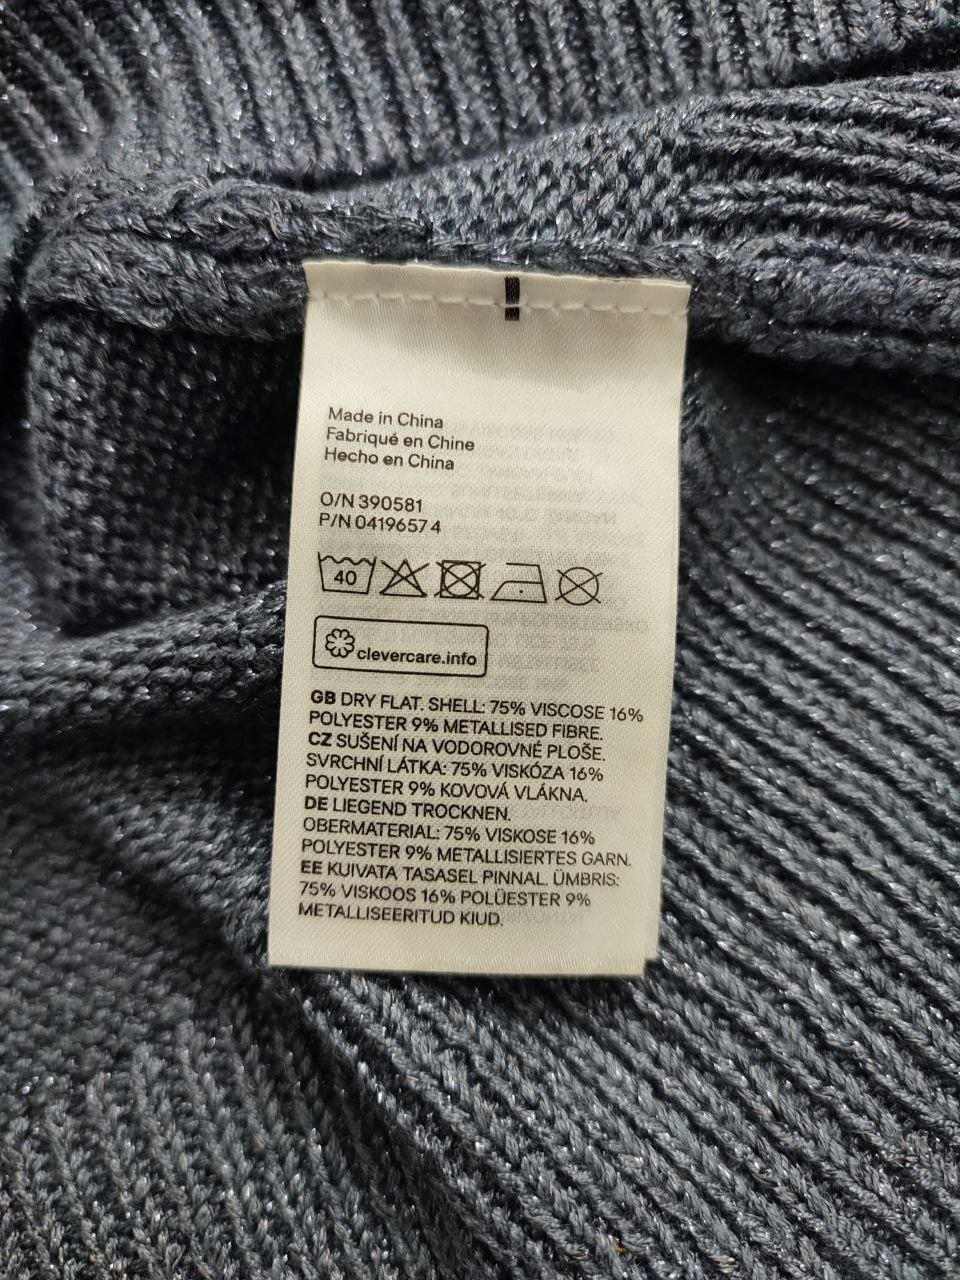 Made in China
Fabriqué en Chine
Hecho en China
O/N 390581
P/N 04196574
40
clevercare.info
GB DRY FLAT. SHELL: 75% VISCOSE 16%
POLYESTER 9% METALLISED FIBRE.
CZ SUŠENÍ NA VODOROVNÉ PLOŠE.
SVRCHNÍ LÁTKA: 75% VISKÓZA 16%
POLYESTER 9% KOVOVÁ VLÁKNA.
DE LIEGEND TROCKNEN.
OBERMATERIAL: 75% VISKOSE 16%
POLYESTER 9% METALLISIERTES GARN.
EE KUIVATA TASASEL PINNAL. ÜMBRIS:
75% VISKOOS 16% POLÜESTER 9%
METALLISEERITUD KIUD.